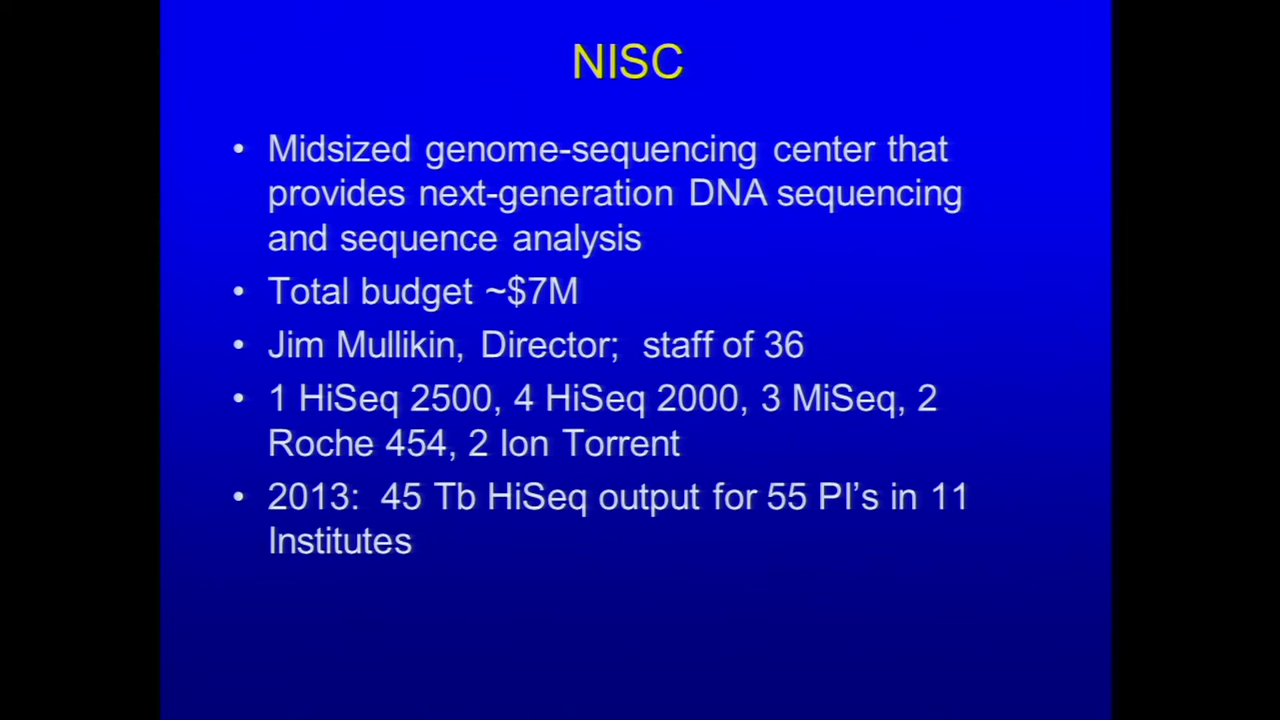 NISC
• Midsized genome-sequencing center that
provides next-generation DNA sequencing
and sequence analysis
• Total budget ~$7M
• Jim Mullikin, Director;  staff of 36
• 1 HiSeq 2500, 4 HiSeq 2000, 3 MiSeq, 2
Roche 454, 2 Ion Torrent
• 2013:  45 Tb HiSeq output for 55 PI's in 11
Institutes